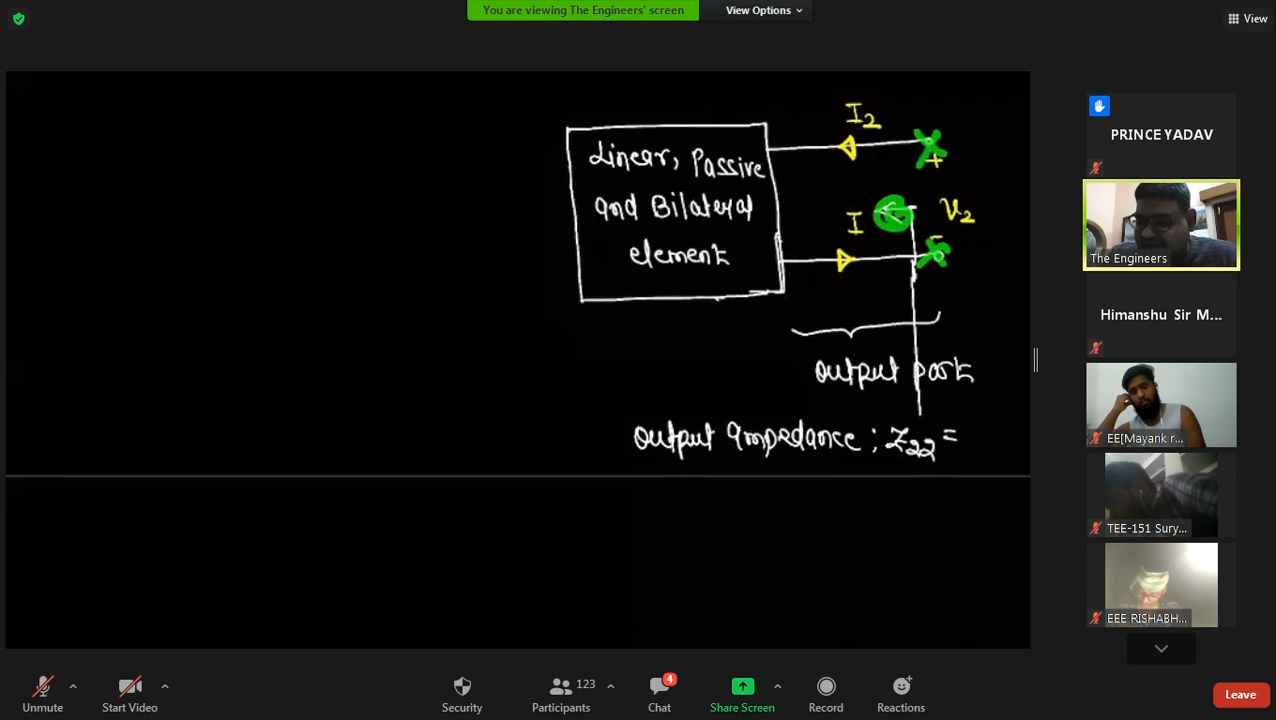 You are viewing The Engineers' screen
View Options
View
I2
Linear, Passive
and Bilateral
element
+
I
V2
-
output port
output Impedance ; Z22 =
PRINCE YADAV
The Engineers
Himanshu Sir M...
EE[Mayank r...
TEE-151 Sury...
EEE RISHABH...
Unmute
Start Video
Security
Participants
123
Chat
4
Share Screen
Record
Reactions
Leave